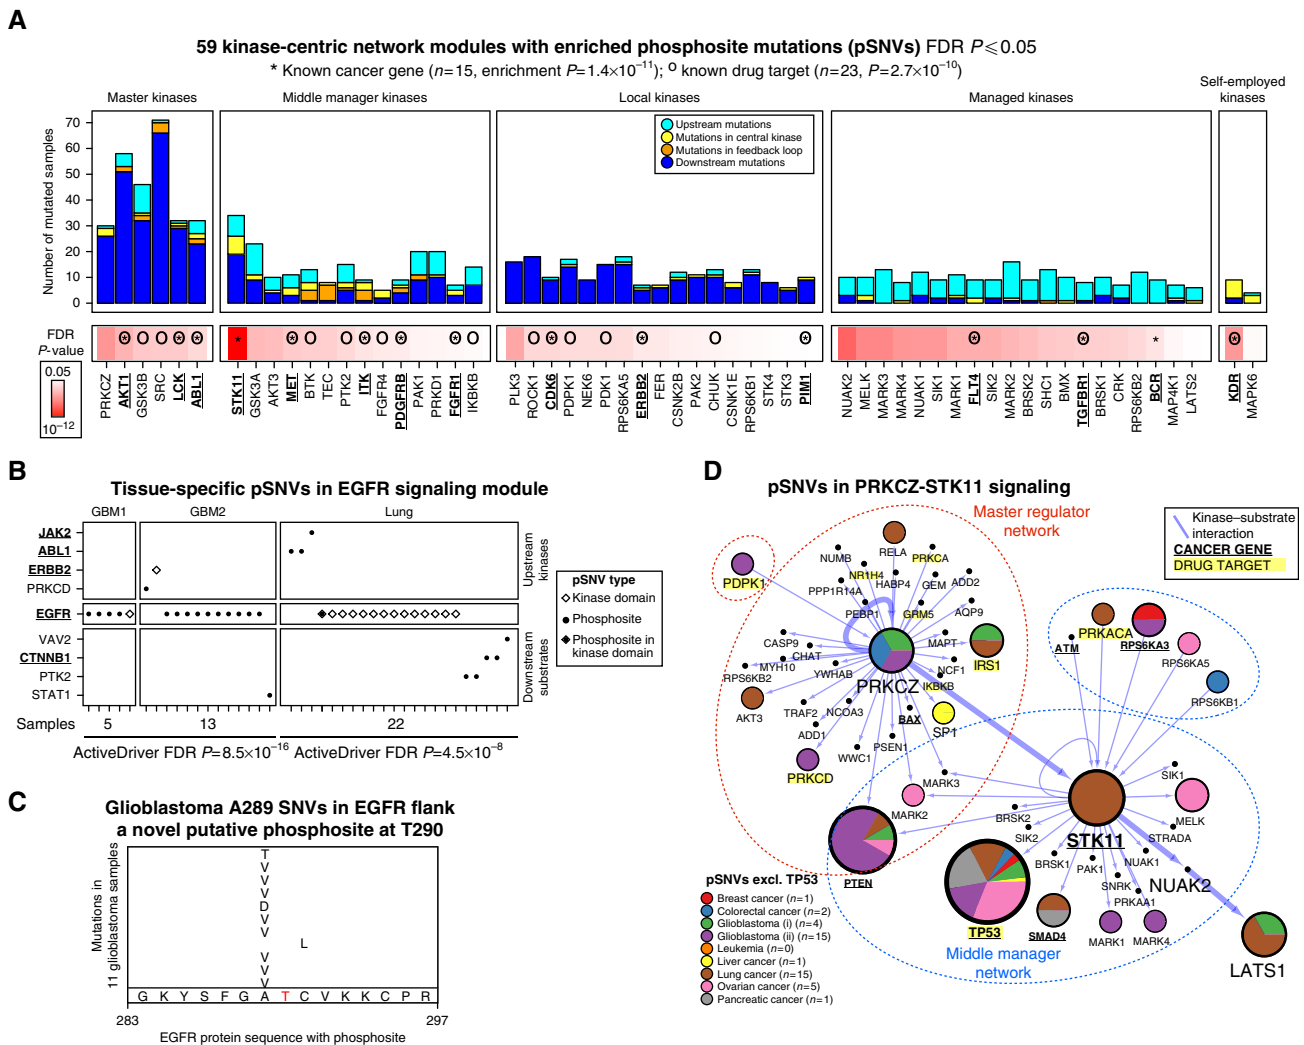 A
59 kinase-centric network modules with enriched phosphosite mutations (pSNVs) FDR P⩽0.05
* Known cancer gene (n=15, enrichment P=1.4×10⁻¹¹); O known drug target (n=23, P=2.7×10⁻¹⁰)
Master kinases
Middle manager kinases
Local kinases
Managed kinases
Self-employed
kinases
Number of mutated samples
70
60
50
40
30
20
10
0
Upstream mutations
Mutations in central kinase
Mutations in feedback loop
Downstream mutations
FDR
P-value
0.05
10⁻¹²
PRKCZ
AKT1
GSK3B
SRC
LCK
ABL1
STK11
GSK3A
AKT3
MET
BTK
TEC
PTK2
ITK
FGFR4
PDGFRB
PAK1
PRKD1
FGFR1
IKBKB
PLK3
ROCK1
CDK6
PDPK1
NEK6
PDK1
RPS6KA5
ERBB2
FER
CSNK2B
PAK2
CHUK
CSNK1E
RPS6KB1
STK4
STK3
PIM1
NUAK2
MELK
MARK3
MARK4
NUAK1
SIK1
MARK1
FLT4
SIK2
MARK2
BRSK2
SHC1
BMX
TGFBR1
BRSK1
CRK
RPS6KB2
BCR
MAP4K1
LATS2
KDR
MAPK6
B
Tissue-specific pSNVs in EGFR signaling module
GBM1
GBM2
Lung
JAK2
ABL1
ERBB2
PRKCD
EGFR
VAV2
CTNNB1
PTK2
STAT1
Upstream
kinases
Downstream
substrates
pSNV type
Kinase domain
Phosphosite
Phosphosite in
kinase domain
Samples
5
13
22
ActiveDriver FDR P=8.5×10⁻¹⁶
ActiveDriver FDR P=4.5×10⁻⁸
C
Glioblastoma A289 SNVs in EGFR flank
a novel putative phosphosite at T290
Mutations in
11 glioblastoma samples
T
V
V
V
D
V
V
L
V
V
V
G K Y S F G A T C V K K C P R
283
297
EGFR protein sequence with phosphosite
D
pSNVs in PRKCZ-STK11 signaling
Master regulator
network
Kinase–substrate
interaction
CANCER GENE
DRUG TARGET
NUMB
RELA
PRKCA
PDPK1
NR1H4
HABP4
GEM
ADD2
PPP1R14A
PEBP1
GRM5
AQP9
CASP9
CHAT
MAPT
IRS1
MYH10
RPS6KB2
YWHAB
NCF1
PRKCZ
IKBKB
AKT3
TRAF2
NCOA3
BAX
SP1
ADD1
PSEN1
WWC1
PRKCD
MARK3
MARK2
PTEN
ATM
PRKACA
RPS6KA3
RPS6KA5
RPS6KB1
SIK1
MELK
BRSK2
SIK2
STK11
STRADA
BRSK1
PAK1
NUAK1
SNRK
NUAK2
PRKAA1
TP53
SMAD4
MARK1
MARK4
LATS1
Middle manager
network
pSNVs excl. TP53
Breast cancer (n=1)
Colorectal cancer (n=2)
Glioblastoma (i) (n=4)
Glioblastoma (ii) (n=15)
Leukemia (n=0)
Liver cancer (n=1)
Lung cancer (n=15)
Ovarian cancer (n=5)
Pancreatic cancer (n=1)